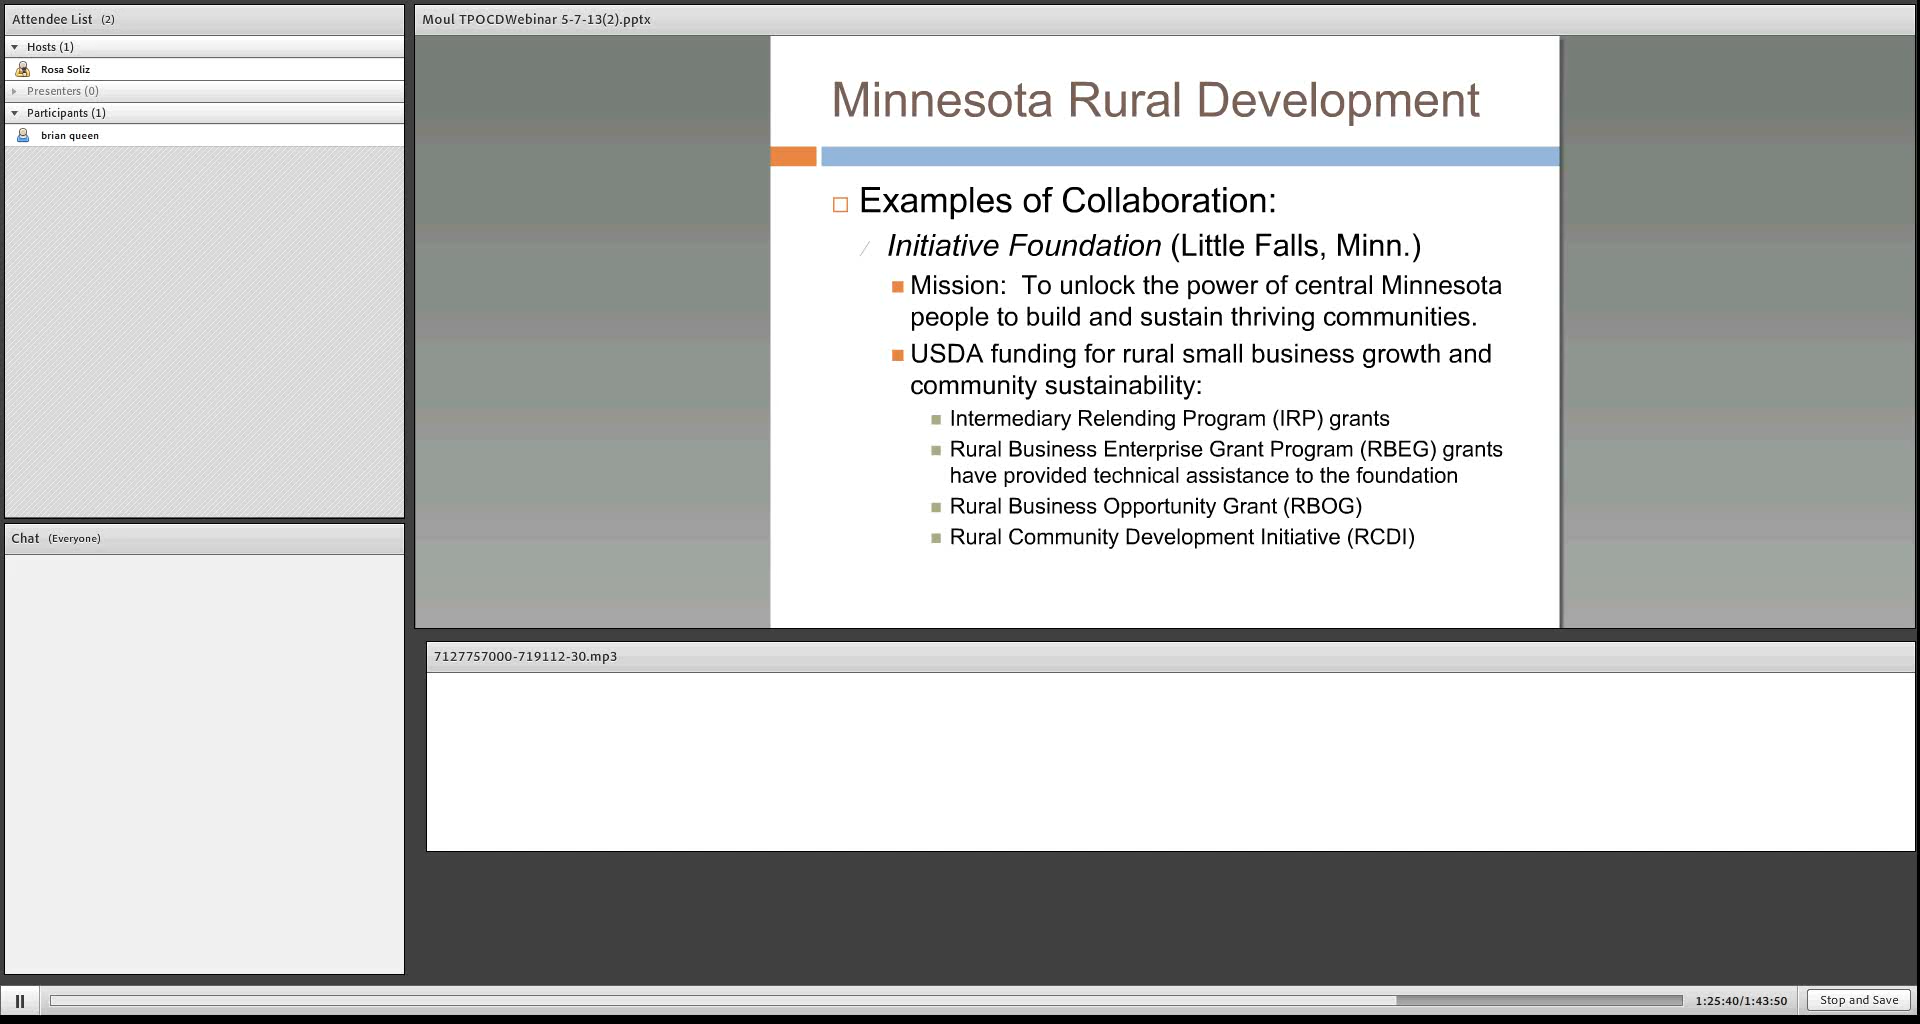 Attendee List (2)
Hosts (1)
Rosa Soliz
Presenters (0)
Participants (1)
brian queen
Chat (Everyone)
Moul TPOCDWebinar 5-7-13(2).pptx
Minnesota Rural Development
Examples of Collaboration:
Initiative Foundation (Little Falls, Minn.)
Mission: To unlock the power of central Minnesota
people to build and sustain thriving communities.
USDA funding for rural small business growth and
community sustainability:
Intermediary Relending Program (IRP) grants
Rural Business Enterprise Grant Program (RBEG) grants
have provided technical assistance to the foundation
Rural Business Opportunity Grant (RBOG)
Rural Community Development Initiative (RCDI)
7127757000-719112-30.mp3
1:25:40/1:43:50
Stop and Save